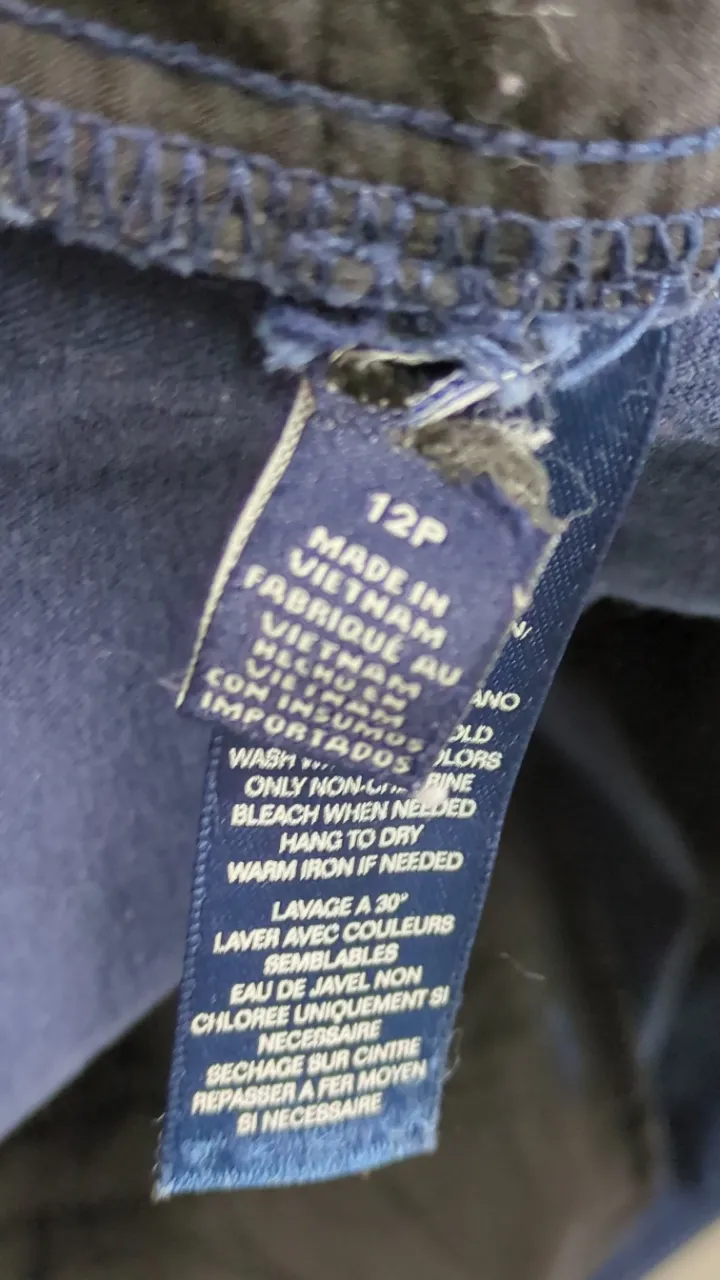 12P
MADE IN
VIETNAM
FABRIQUÉ AU
VIETNAM
HECHO EN
VIETNAM
CON INSUMOS
IMPORTADOS
N/
ANO
OLD
WASH OLORS
ONLY NON- RINE
BLEACH WHEN NEEDED
HANG TO DRY
WARM IRON IF NEEDED
LAVAGE A 30°
LAVER AVEC COULEURS
SEMBLABLES
EAU DE JAVEL NON
CHLOREE UNIQUEMENT SI
NECESSAIRE
SECHAGE SUR CINTRE
REPASSER A FER MOYEN
SI NECESSAIRE